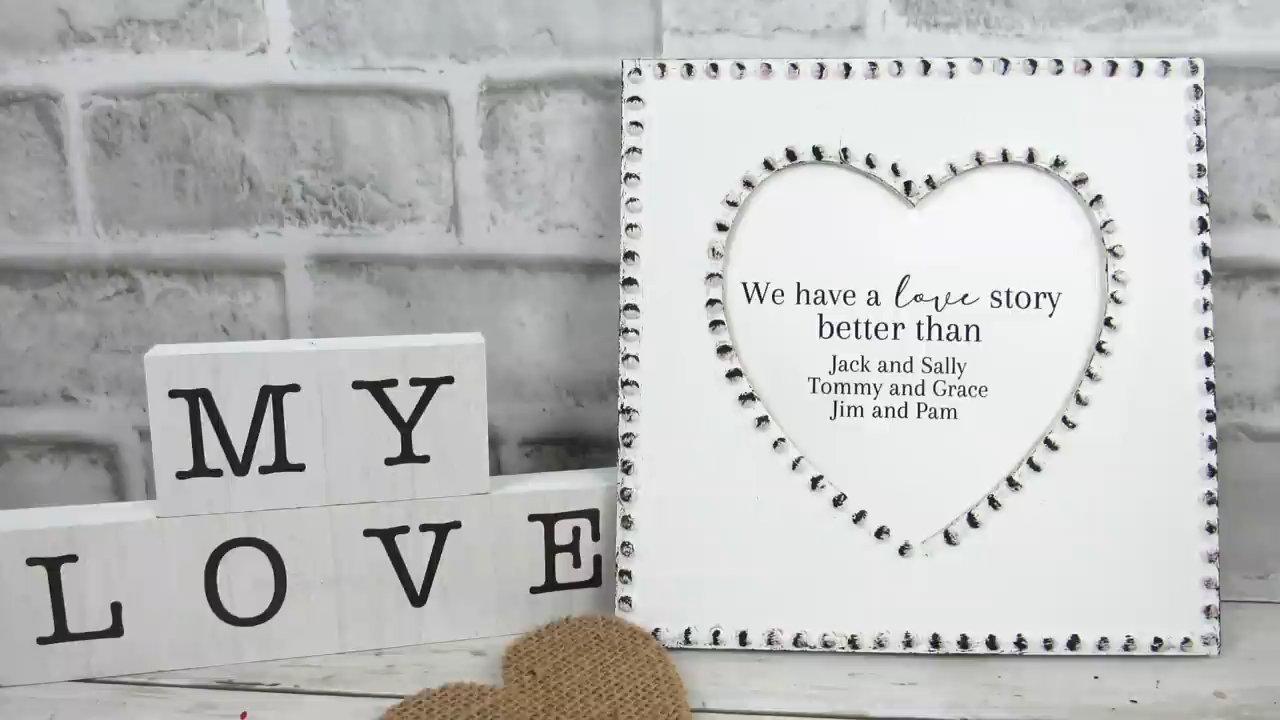 MY
LOVE
We have a love story
better than
Jack and Sally
Tommy and Grace
Jim and Pam